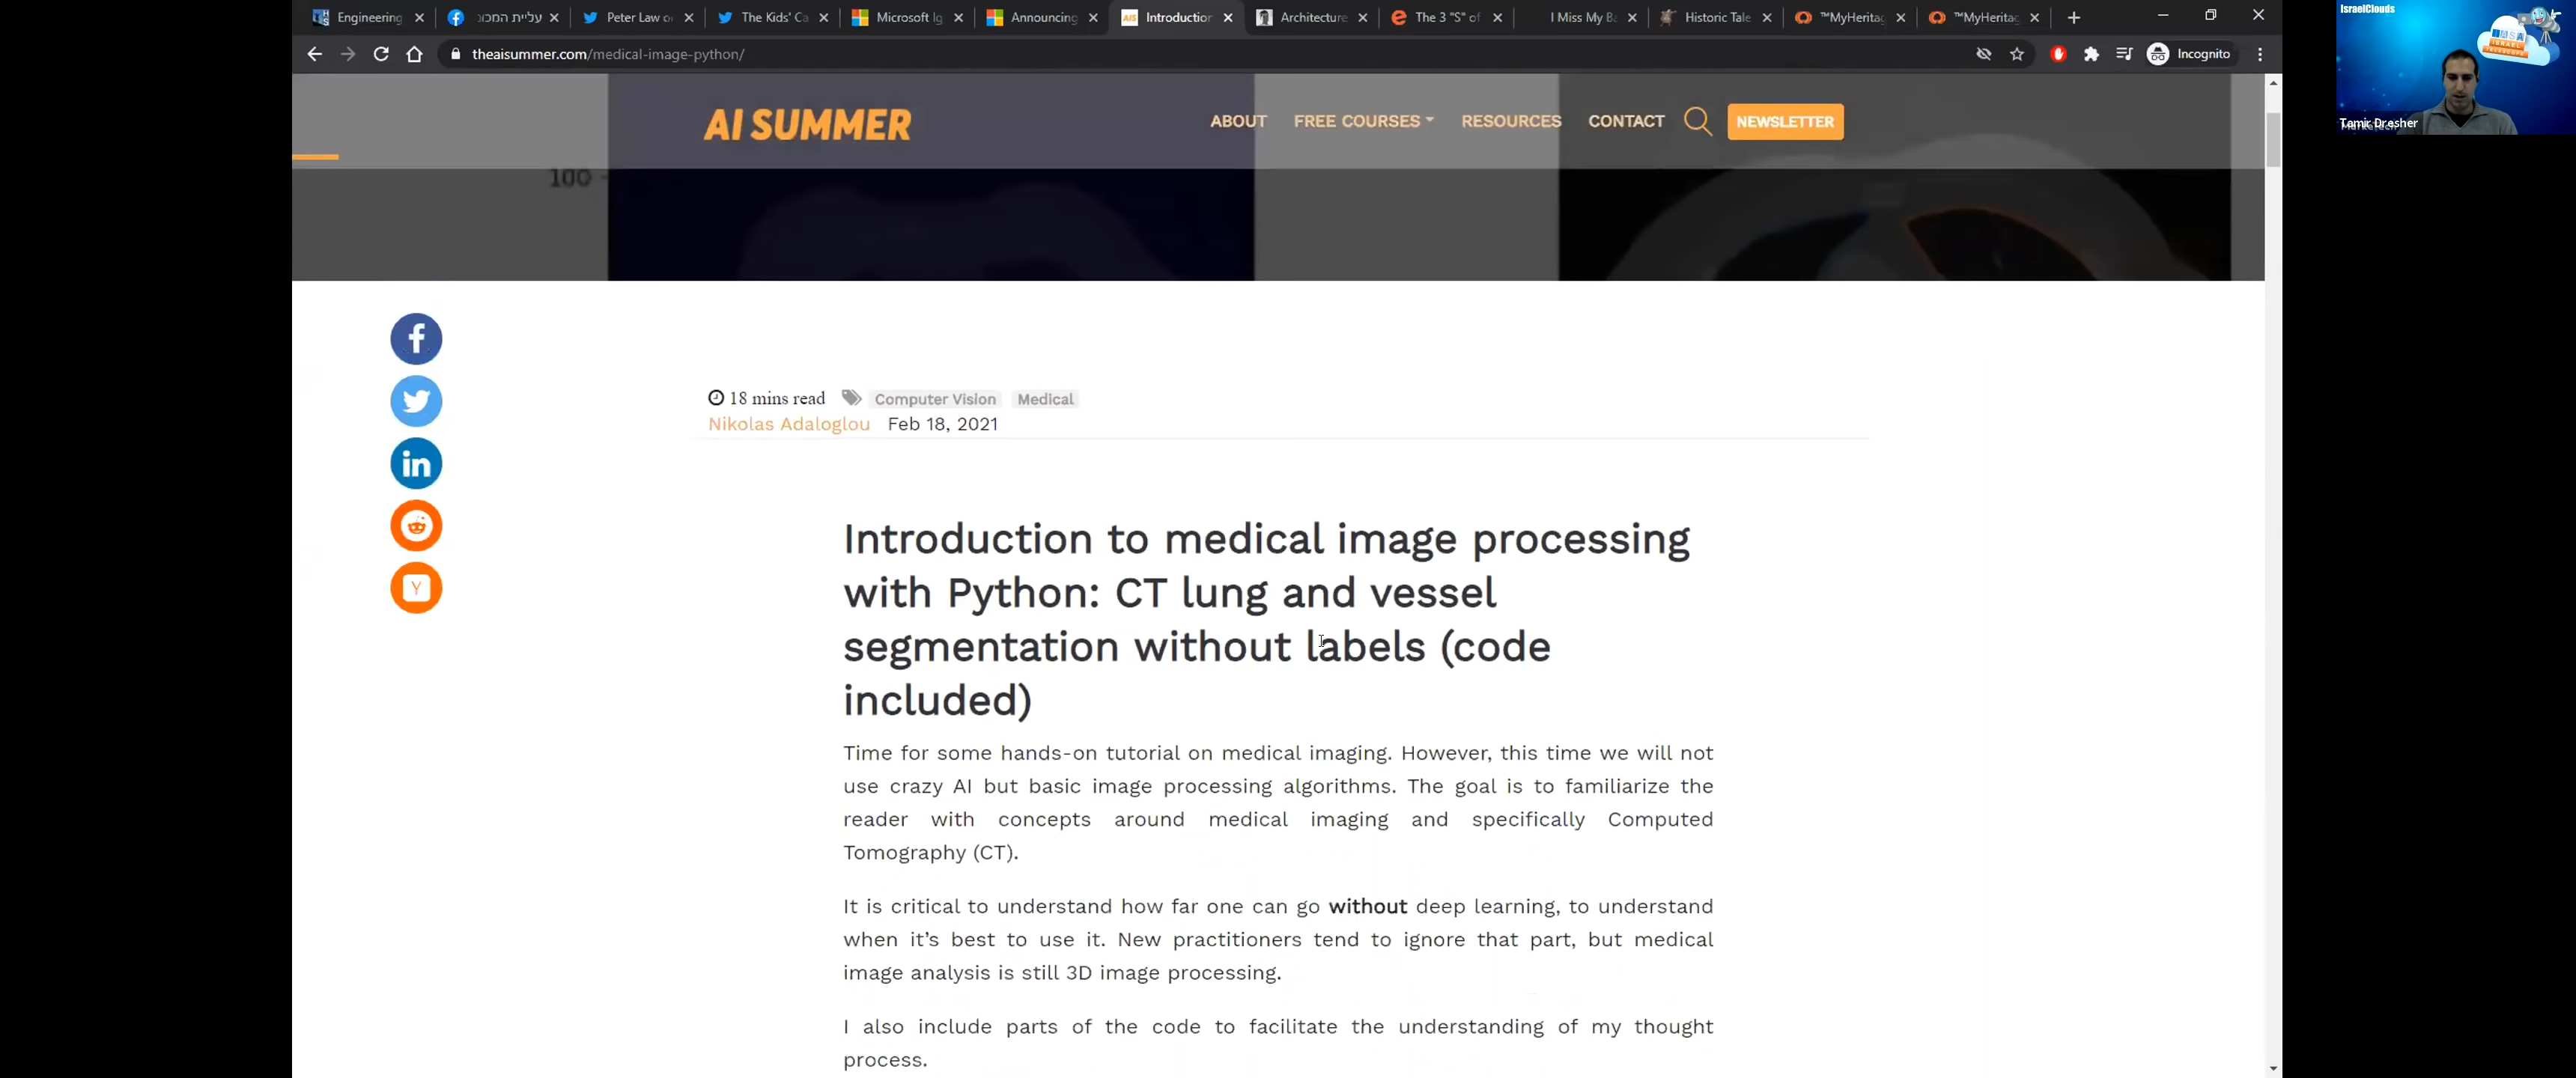 Engineering
עליית המכונ
Peter Law o
The Kids' Ca
Microsoft Ig
Announcing
Introduction
Architecture
The 3 "S" of
I Miss My Ba
Historic Tale
™MyHeritag
™MyHeritag
theaisummer.com/medical-image-python/
Incognito
IsraelClouds
Tamir Dresher
AI SUMMER
ABOUT
FREE COURSES
RESOURCES
CONTACT
NEWSLETTER
100
18 mins read Computer Vision Medical
Nikolas Adaloglou Feb 18, 2021
Introduction to medical image processing
with Python: CT lung and vessel
segmentation without labels (code
included)
Time for some hands-on tutorial on medical imaging. However, this time we will not
use crazy AI but basic image processing algorithms. The goal is to familiarize the
reader with concepts around medical imaging and specifically Computed
Tomography (CT).
It is critical to understand how far one can go without deep learning, to understand
when it's best to use it. New practitioners tend to ignore that part, but medical
image analysis is still 3D image processing.
I also include parts of the code to facilitate the understanding of my thought
process.